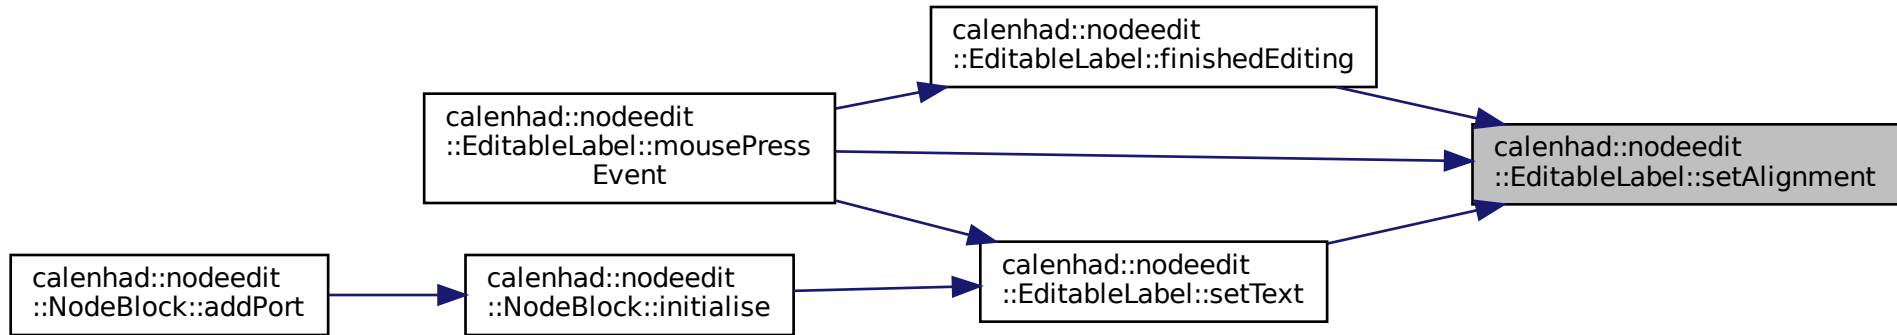 calenhad::nodeedit
::EditableLabel::finishedEditing
calenhad::nodeedit
::EditableLabel::mousePress
Event
calenhad::nodeedit
::EditableLabel::setAlignment
calenhad::nodeedit
::NodeBlock::addPort
calenhad::nodeedit
::NodeBlock::initialise
calenhad::nodeedit
::EditableLabel::setText